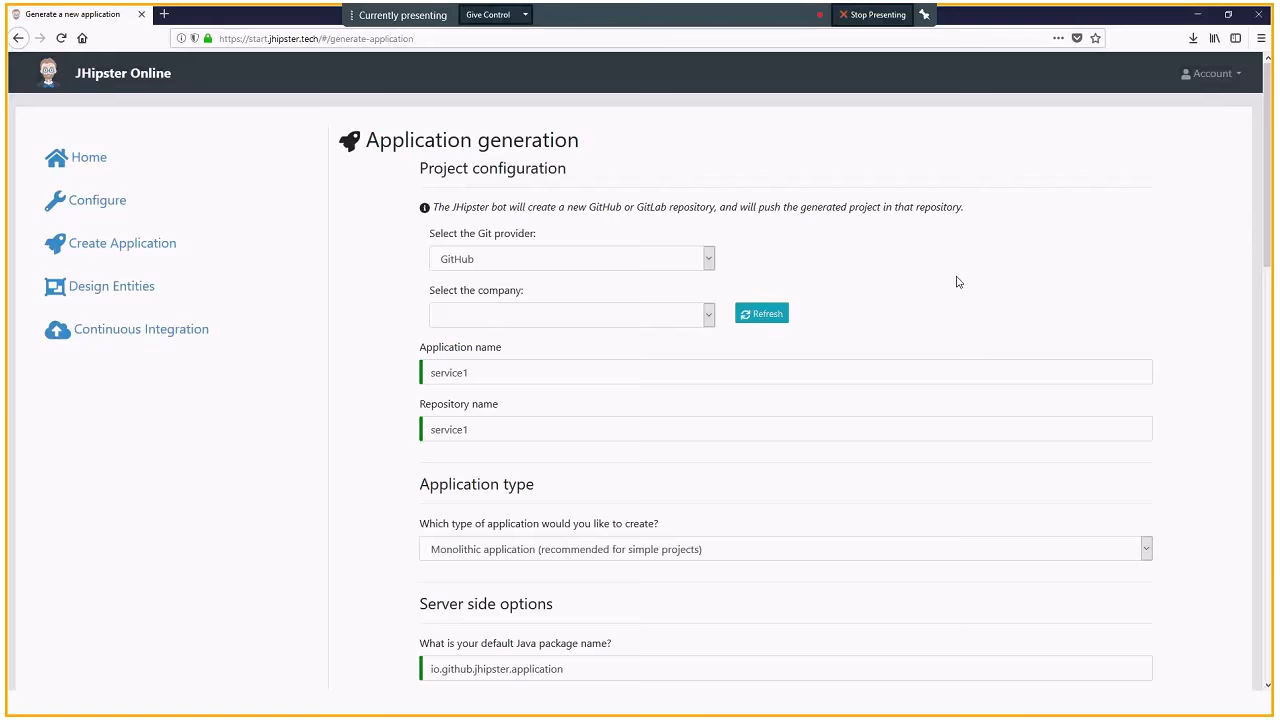 Generate a new application
Currently presenting
Give Control
Stop Presenting
https://start.jhipster.tech/#/generate-application
JHipster Online
Account
Home
Configure
Create Application
Design Entities
Continuous Integration
Application generation
Project configuration
The JHipster bot will create a new GitHub or GitLab repository, and will push the generated project in that repository.
Select the Git provider:
GitHub
Select the company:
Refresh
Application name
service1
Repository name
service1
Application type
Which type of application would you like to create?
Monolithic application (recommended for simple projects)
Server side options
What is your default Java package name?
io.github.jhipster.application